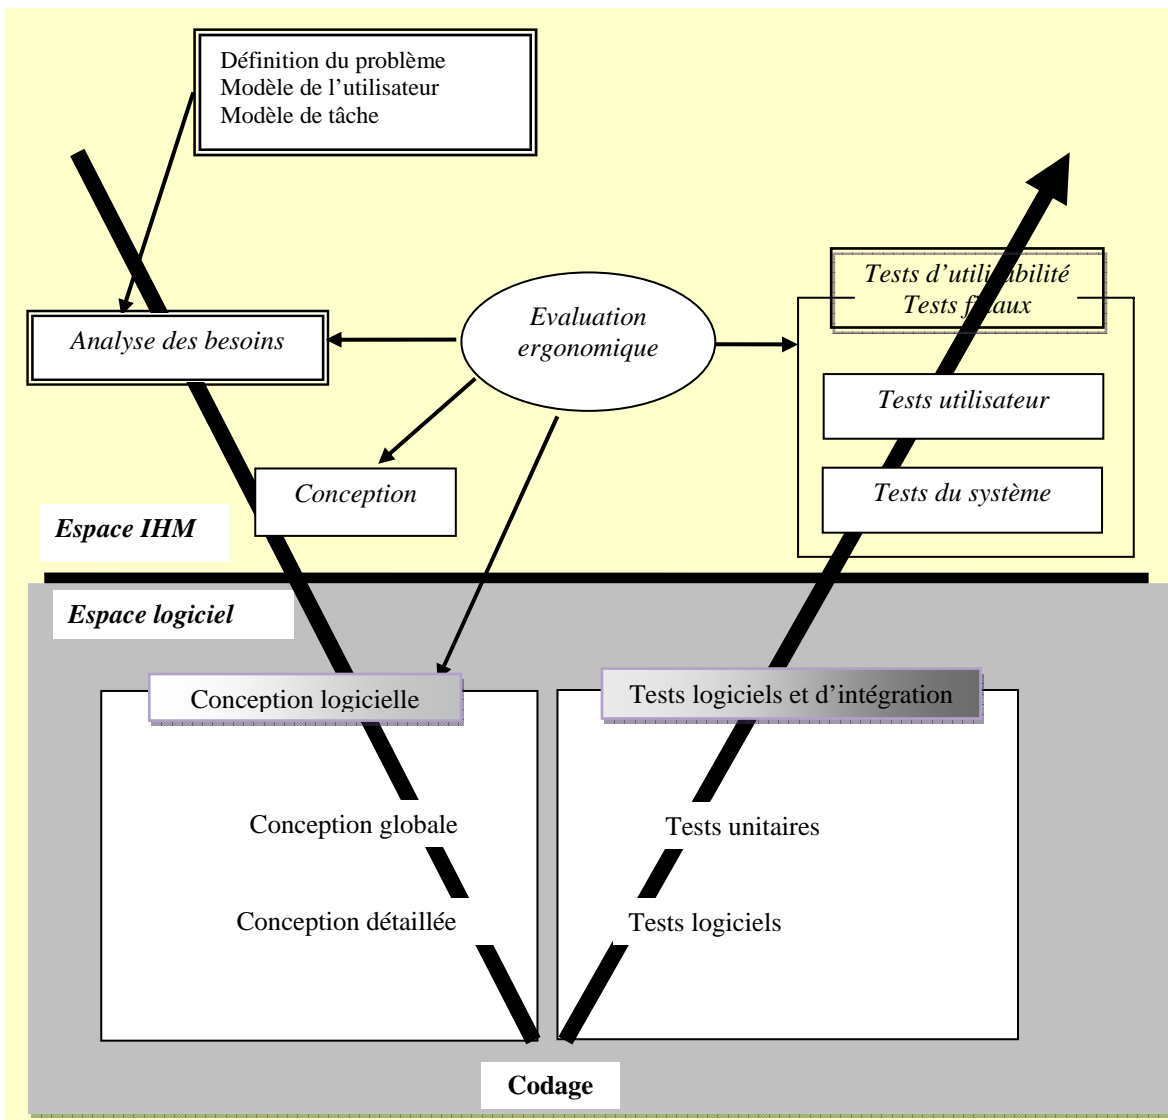 Définition du problème
Modèle de l’utilisateur
Modèle de tâche
Analyse des besoins
Evaluation
ergonomique
Tests d’utilisabilité
Tests finaux
Tests utilisateur
Conception
Tests du système
Espace IHM
Espace logiciel
Conception logicielle
Tests logiciels et d’intégration
Conception globale
Tests unitaires
Conception détaillée
Tests logiciels
Codage